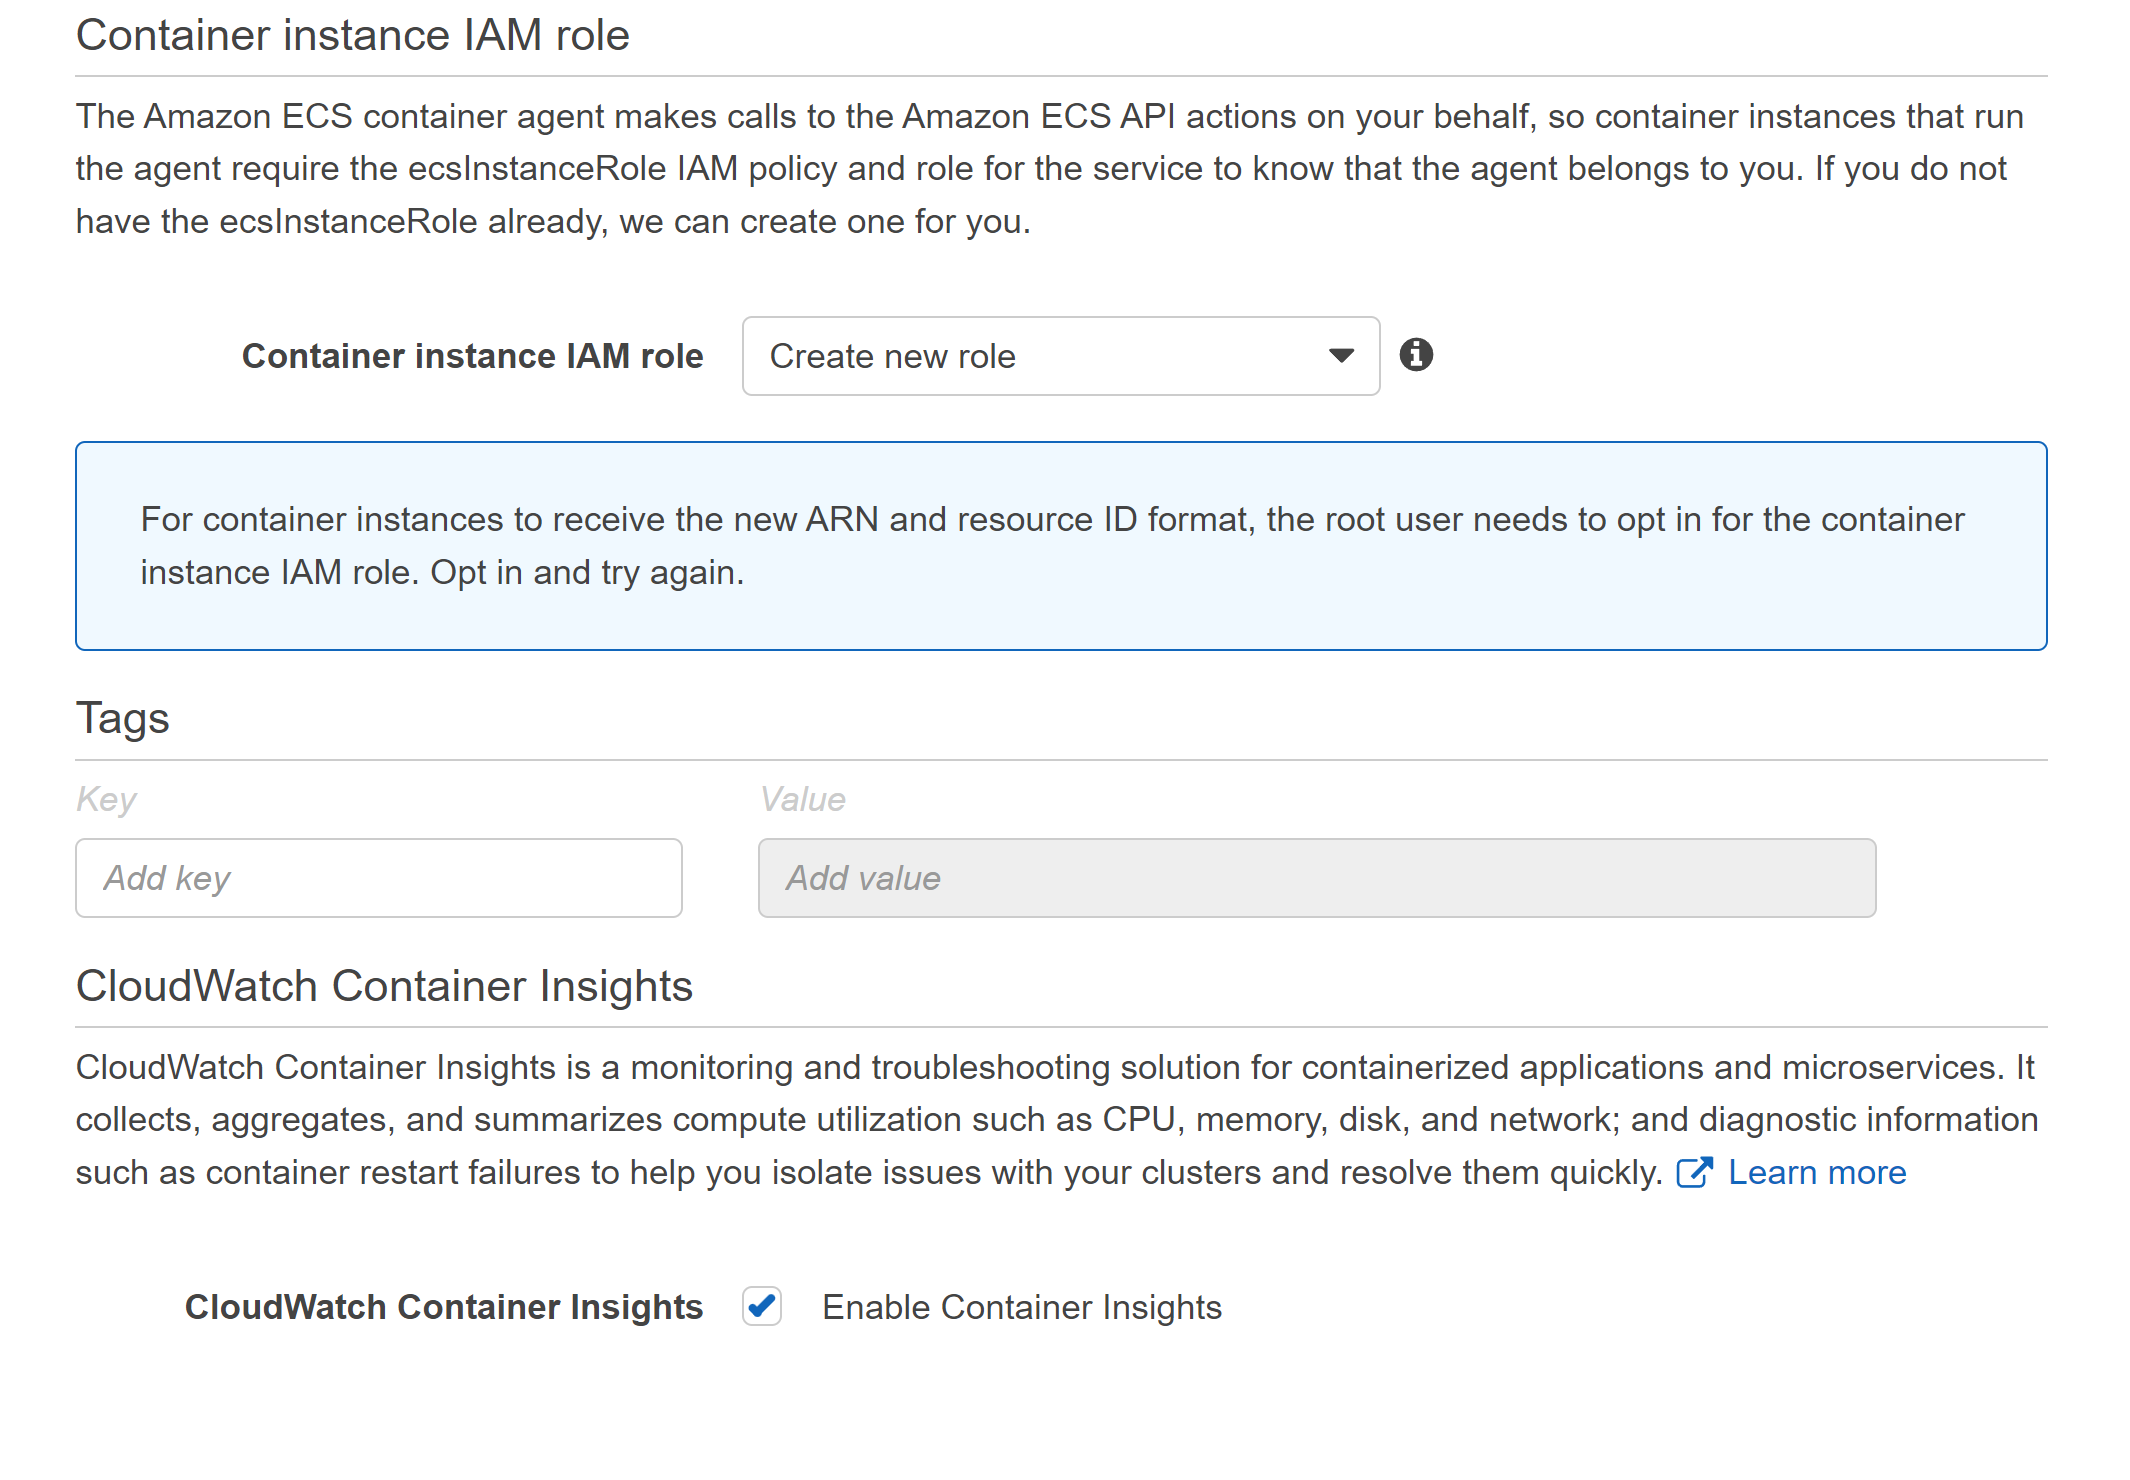 Container instance IAM role
The Amazon ECS container agent makes calls to the Amazon ECS API actions on your behalf, so container instances that run
the agent require the ecsInstanceRole IAM policy and role for the service to know that the agent belongs to you. If you do not
have the ecsInstanceRole already, we can create one for you.
Container instance IAM role Create new role
For container instances to receive the new ARN and resource ID format, the root user needs to opt in for the container
instance IAM role. Opt in and try again.
Tags
Key Value
Add key Add value
CloudWatch Container Insights
CloudWatch Container Insights is a monitoring and troubleshooting solution for containerized applications and microservices. It
collects, aggregates, and summarizes compute utilization such as CPU, memory, disk, and network; and diagnostic information
such as container restart failures to help you isolate issues with your clusters and resolve them quickly. Learn more
CloudWatch Container Insights Enable Container Insights